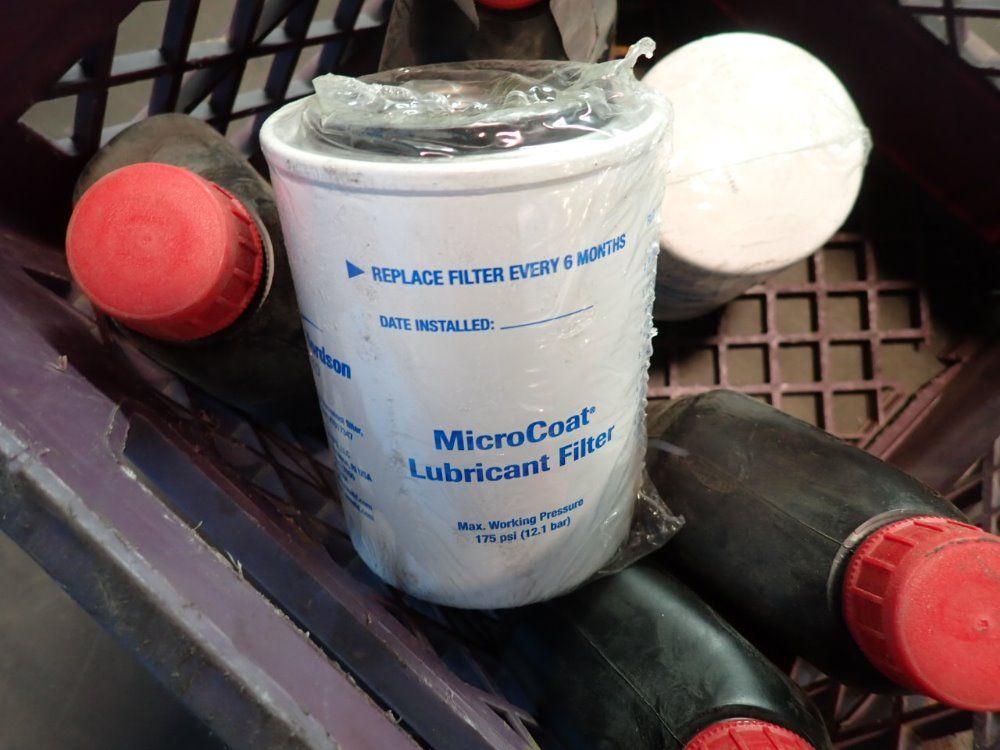 ▶ REPLACE FILTER EVERY 6 MONTHS
DATE INSTALLED:
MicroCoat®
Lubricant Filter
Max. Working Pressure
175 psi (12.1 bar)